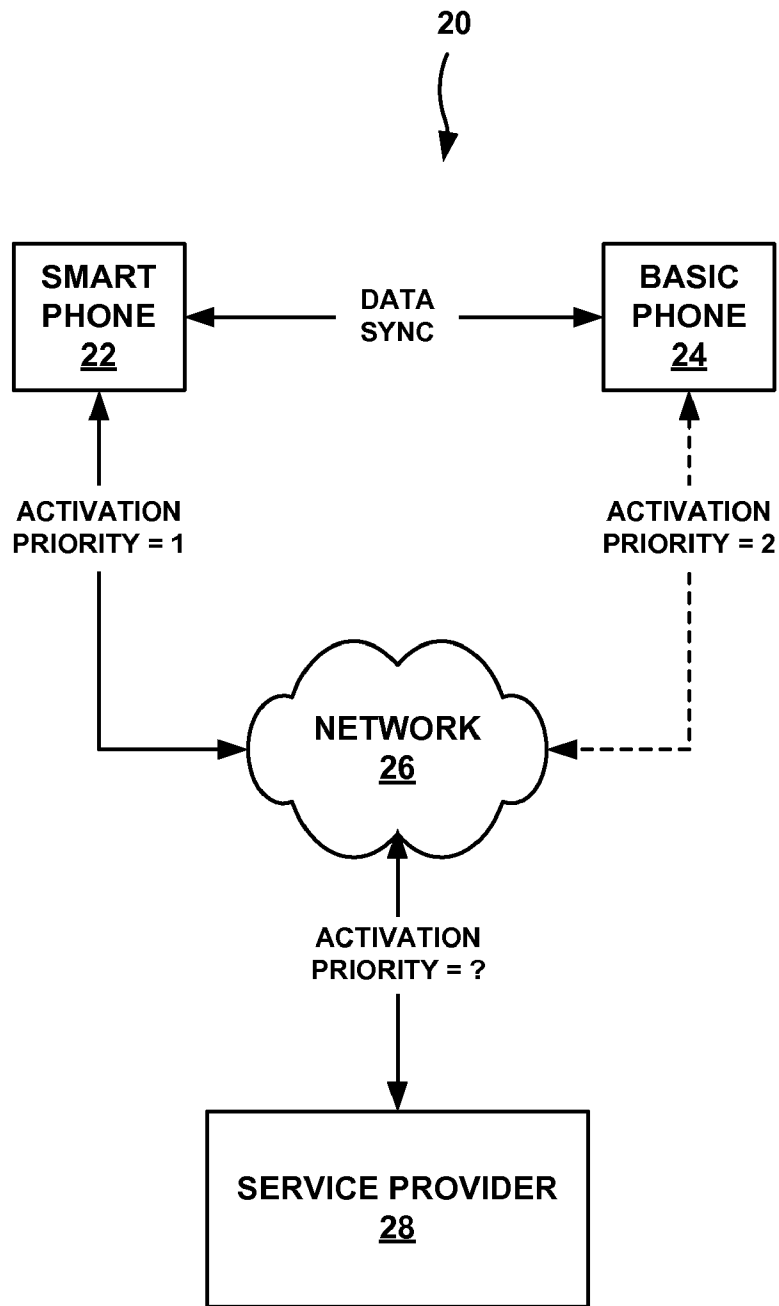 20
SMART
PHONE
22
DATA
SYNC
BASIC
PHONE
24
ACTIVATION
PRIORITY = 1
ACTIVATION
PRIORITY = 2
NETWORK
26
ACTIVATION
PRIORITY = ?
SERVICE PROVIDER
28